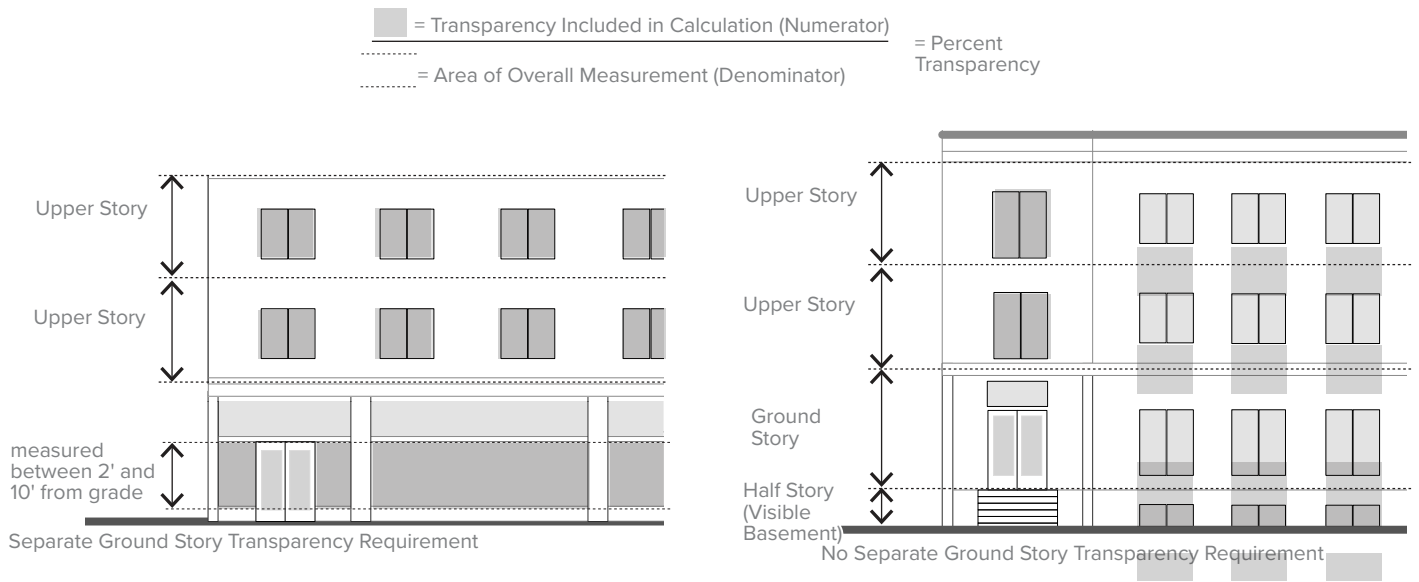 = Transparency Included in Calculation (Numerator)
= Percent
Transparency
= Area of Overall Measurement (Denominator)
Upper Story
Upper Story
measured
between 2' and
10' from grade
Separate Ground Story Transparency Requirement
Upper Story
Upper Story
Ground
Story
Half Story
(Visible
Basement)
No Separate Ground Story Transparency Requirement